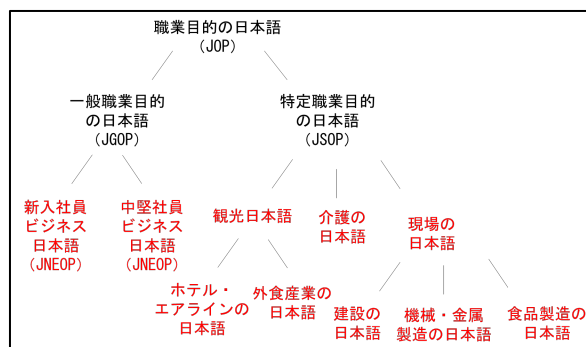 職業目的の日本語
（JOP）
一般職業目的
の日本語
（JGOP）
特定職業目的
の日本語
（JSOP）
新入社員
ビジネス
日本語
（JNEOP）
中堅社員
ビジネス
日本語
（JNEOP）
観光日本語
介護の
日本語
現場の
日本語
ホテル・
エアラインの
日本語
外食産業の
日本語
建設の
日本語
機械・金属
製造の日本語
食品製造の
日本語